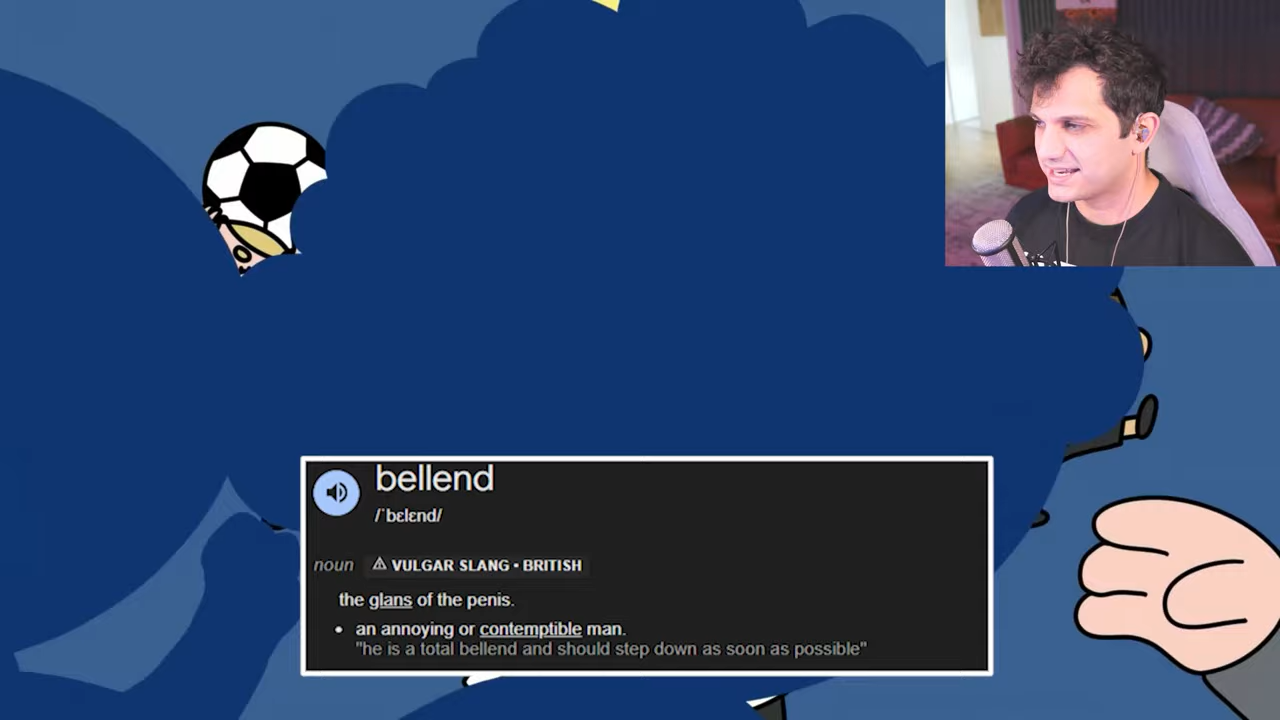 bellend
/ˈbɛlɛnd/
noun VULGAR SLANG • BRITISH
the glans of the penis.
• an annoying or contemptible man.
"he is a total bellend and should step down as soon as possible"